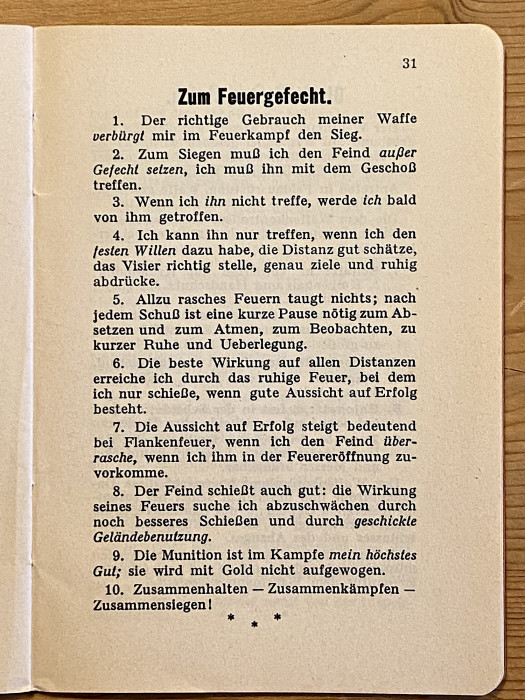 31
Zum Feuergefecht.
1. Der richtige Gebrauch meiner Waffe
verbürgt mir im Feuerkampf den Sieg.
2. Zum Siegen muß ich den Feind außer
Gefecht setzen, ich muß ihn mit dem Geschoß
treffen.
3. Wenn ich ihn nicht treffe, werde ich bald
von ihm getroffen.
4. Ich kann ihn nur treffen, wenn ich den
festen Willen dazu habe, die Distanz gut schätze,
das Visier richtig stelle, genau ziele und ruhig
abdrücke.
5. Allzu rasches Feuern taugt nichts; nach
jedem Schuß ist eine kurze Pause nötig zum Ab-
setzen und zum Atmen, zum Beobachten, zu
kurzer Ruhe und Ueberlegung.
6. Die beste Wirkung auf allen Distanzen
erreiche ich durch das ruhige Feuer, bei dem
ich nur schieße, wenn gute Aussicht auf Erfolg
besteht.
7. Die Aussicht auf Erfolg steigt bedeutend
bei Flankenfeuer, wenn ich den Feind über-
rasche, wenn ich ihm in der Feuereröffnung zu-
vorkomme.
8. Der Feind schießt auch gut: die Wirkung
seines Feuers suche ich abzuschwächen durch
noch besseres Schießen und durch geschickte
Geländebenutzung.
9. Die Munition ist im Kampfe mein höchstes
Gut; sie wird mit Gold nicht aufgewogen.
10. Zusammenhalten — Zusammenkämpfen —
Zusammensiegen!
* * *